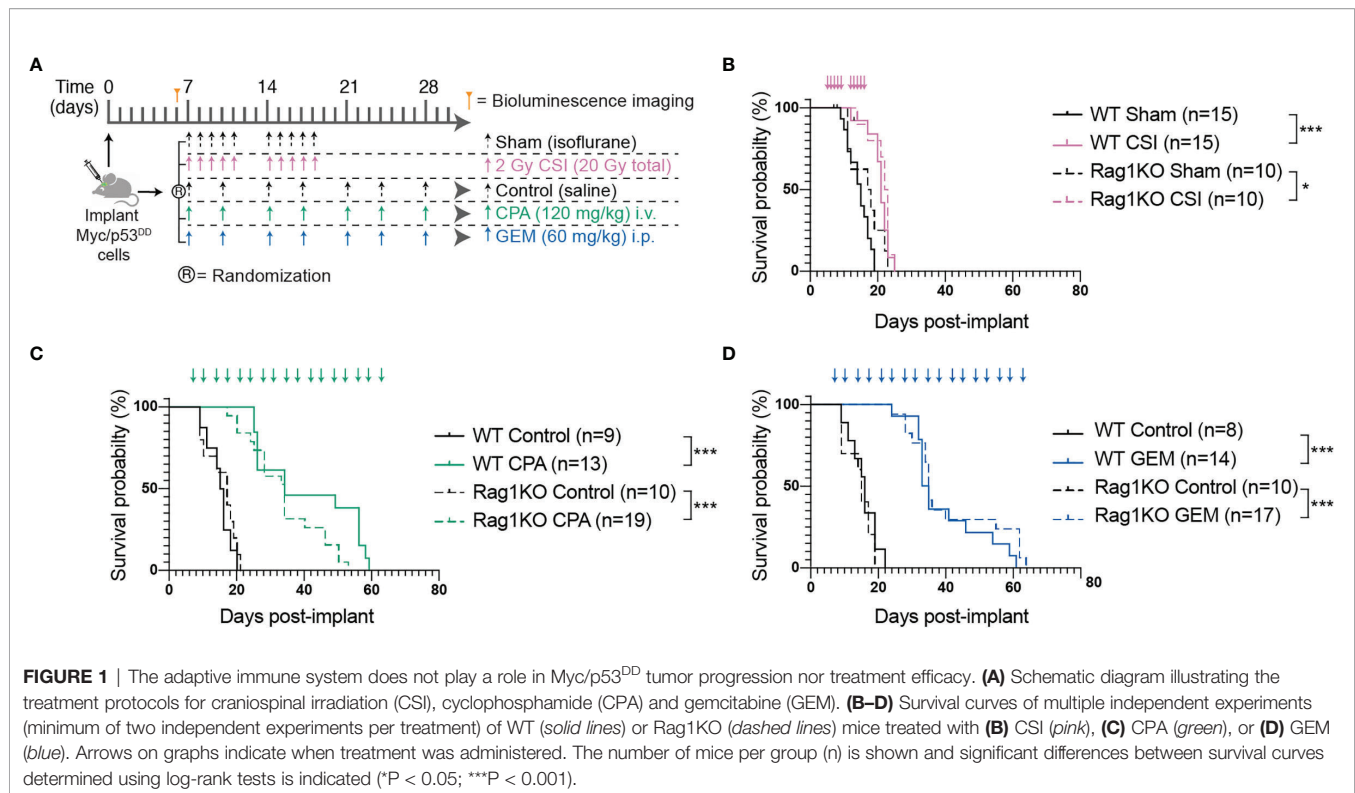 A
Time
(days)
0 7 14 21 28
= Bioluminescence imaging
Sham (isoflurane)
2 Gy CSI (20 Gy total)
Control (saline)
CPA (120 mg/kg) i.v.
GEM (60 mg/kg) i.p.
R
Implant
Myc/p53DD
cells
R = Randomization
B
Survival probabilty (%)
100
50
0
0 20 40 60 80
Days post-implant
WT Sham (n=15)
WT CSI (n=15)
***
Rag1KO Sham (n=10)
Rag1KO CSI (n=10)
*
C
Survival probabilty (%)
100
50
0
0 20 40 60 80
Days post-implant
WT Control (n=9)
WT CPA (n=13)
***
Rag1KO Control (n=10)
Rag1KO CPA (n=19)
***
D
Survival probabilty (%)
100
50
0
0 20 40 60 80
Days post-implant
WT Control (n=8)
WT GEM (n=14)
***
Rag1KO Control (n=10)
Rag1KO GEM (n=17)
***
FIGURE 1 | The adaptive immune system does not play a role in Myc/p53DD tumor progression nor treatment efficacy. (A) Schematic diagram illustrating the
treatment protocols for craniospinal irradiation (CSI), cyclophosphamide (CPA) and gemcitabine (GEM). (B–D) Survival curves of multiple independent experiments
(minimum of two independent experiments per treatment) of WT (solid lines) or Rag1KO (dashed lines) mice treated with (B) CSI (pink), (C) CPA (green), or (D) GEM
(blue). Arrows on graphs indicate when treatment was administered. The number of mice per group (n) is shown and significant differences between survival curves
determined using log-rank tests is indicated (*P < 0.05; ***P < 0.001).